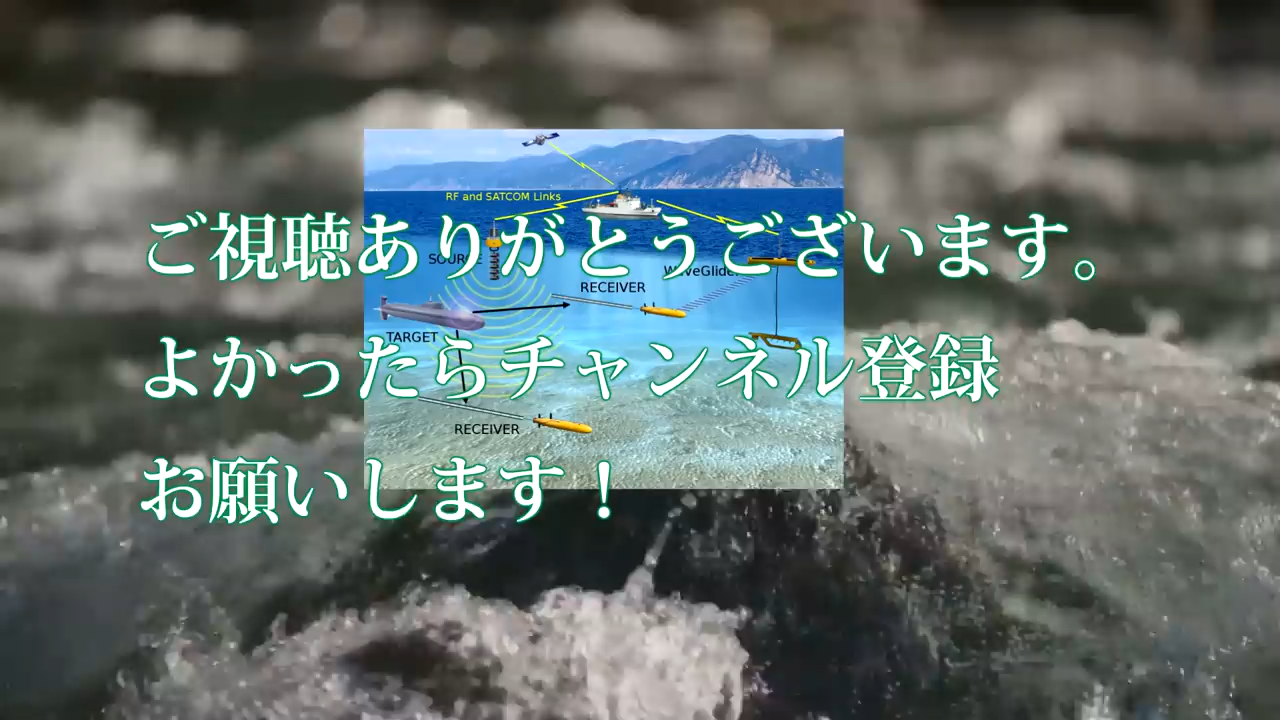 RF and SATCOM Links
ご視聴ありがとうございます。
SOURCE
WaveGlider
RECEIVER
TARGET
よかったらチャンネル登録
RECEIVER
お願いします！